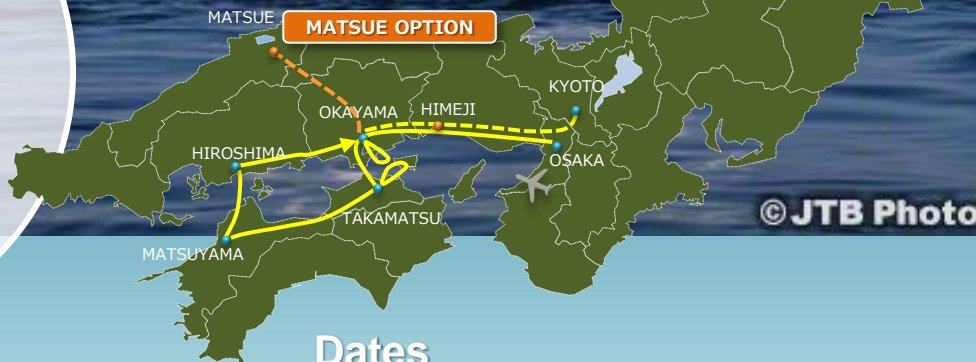 MATSUE
MATSUE OPTION
KYOTO
OKAYAMA
HIMEJI
HIROSHIMA
OSAKA
TAKAMATSU
MATSUYAMA
© JTB Photo
Dates